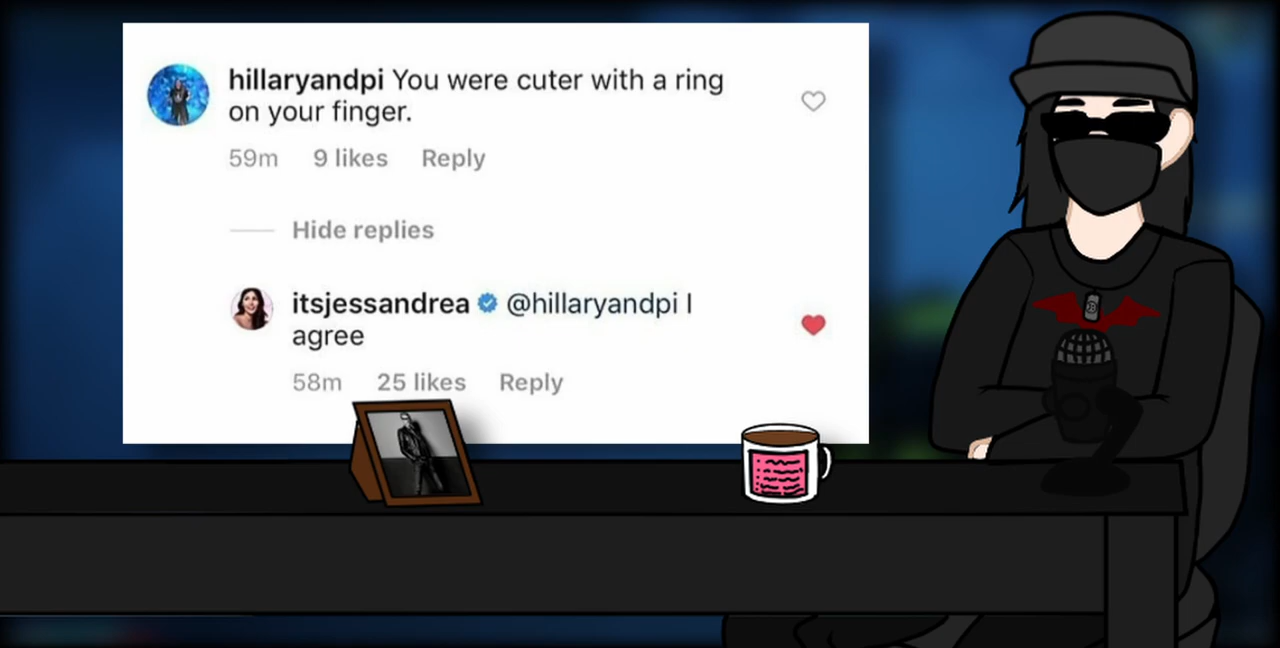 hillaryandpi You were cuter with a ring
on your finger.
59m 9 likes Reply
Hide replies
itsjessandrea @hillaryandpi I
agree
58m 25 likes Reply